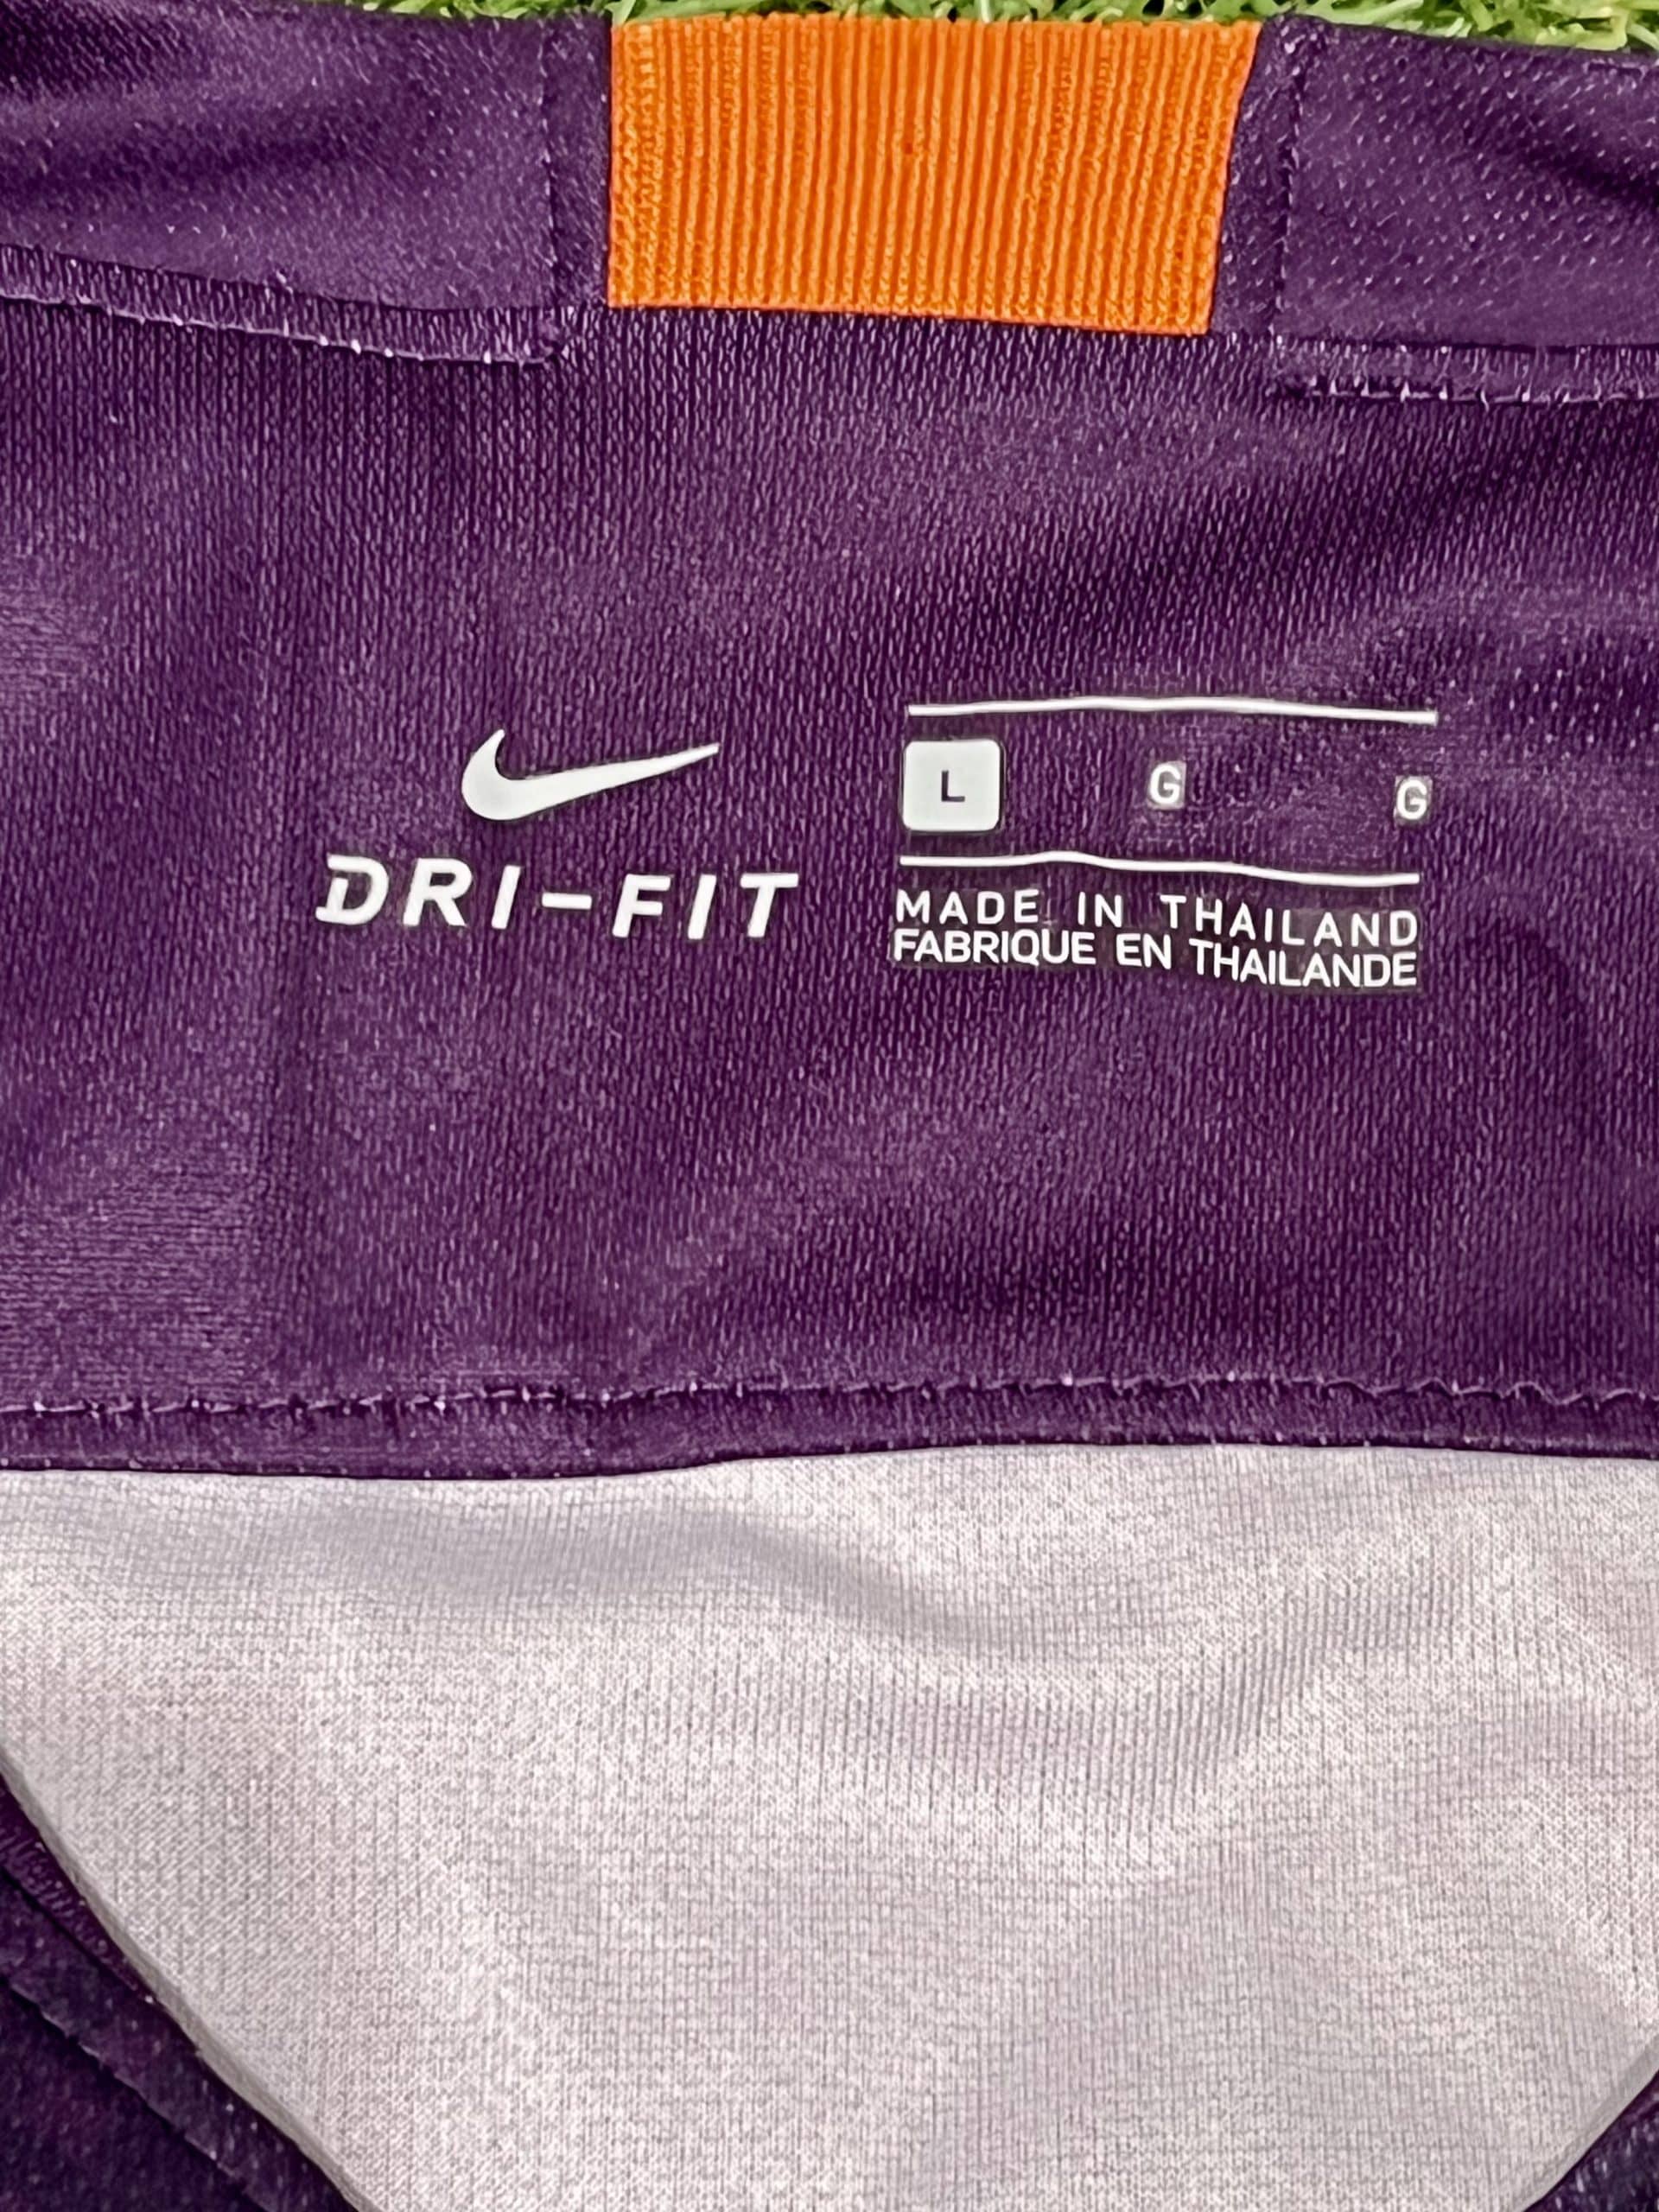 DRI-FIT
L G G
MADE IN THAILAND
FABRIQUE EN THAILANDE